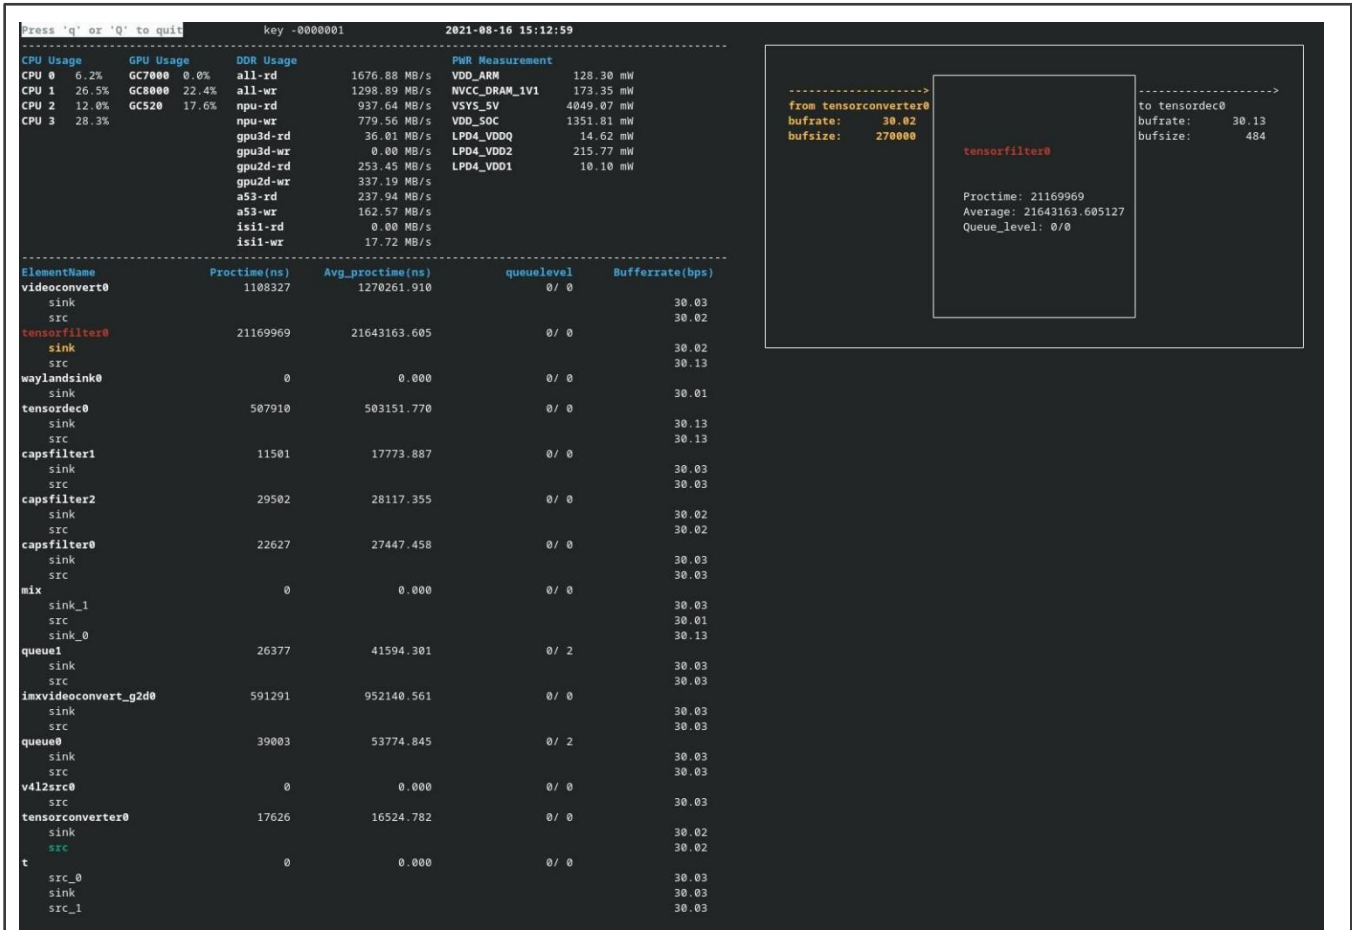 Press 'q' or 'Q' to quit key -0000001 2021-08-16 15:12:59
CPU Usage GPU Usage DDR Usage PWR Measurement
CPU 0 6.2% GC7000 0.0% all-rd 1676.88 MB/s VDD_ARM 128.30 mW
CPU 1 26.5% GC8000 22.4% all-wr 1298.89 MB/s NVCC_DRAM_1V1 173.35 mW
CPU 2 12.0% GC520 17.6% npu-rd 937.64 MB/s VSYS_5V 4049.07 mW
CPU 3 28.3% npu-wr 779.56 MB/s VDD_SOC 1351.81 mW
gpu3d-rd 36.01 MB/s LPD4_VDDQ 14.62 mW
gpu3d-wr 0.00 MB/s LPD4_VDD2 215.77 mW
gpu2d-rd 253.45 MB/s LPD4_VDD1 10.10 mW
gpu2d-wr 337.19 MB/s
a53-rd 237.94 MB/s
a53-wr 162.57 MB/s
isi1-rd 0.00 MB/s
isi1-wr 17.72 MB/s
ElementName Proctime(ns) Avg_proctime(ns) queuelevel Bufferrate(bps)
videoconvert0 1108327 1270261.910 0/ 0
sink 30.03
src 30.02
tensorfilter0 21169969 21643163.605 0/ 0
sink 30.02
src 30.13
waylandsink0 0 0.000 0/ 0
sink 30.01
tensordec0 507910 503151.770 0/ 0
sink 30.13
src 30.13
capsfilter1 11501 17773.887 0/ 0
sink 30.03
src 30.03
capsfilter2 29502 28117.355 0/ 0
sink 30.02
src 30.02
capsfilter0 22627 27447.458 0/ 0
sink 30.03
src 30.03
mix 0 0.000 0/ 0
sink_1 30.03
src 30.01
sink_0 30.13
queue1 26377 41594.301 0/ 2
sink 30.03
src 30.03
imxvideoconvert_g2d0 591291 952140.561 0/ 0
sink 30.03
src 30.03
queue0 39003 53774.845 0/ 2
sink 30.03
src 30.03
v4l2src0 0 0.000 0/ 0
src 30.03
tensorconverter0 17626 16524.782 0/ 0
sink 30.02
src 30.02
t 0 0.000 0/ 0
src_0 30.03
sink 30.03
src_1 30.03
-------------------->
from tensorconverter0
bufrate: 30.02
bufsize: 270000
tensorfilter0
Proctime: 21169969
Average: 21643163.605127
Queue_level: 0/0
-------------------->
to tensordec0
bufrate: 30.13
bufsize: 484